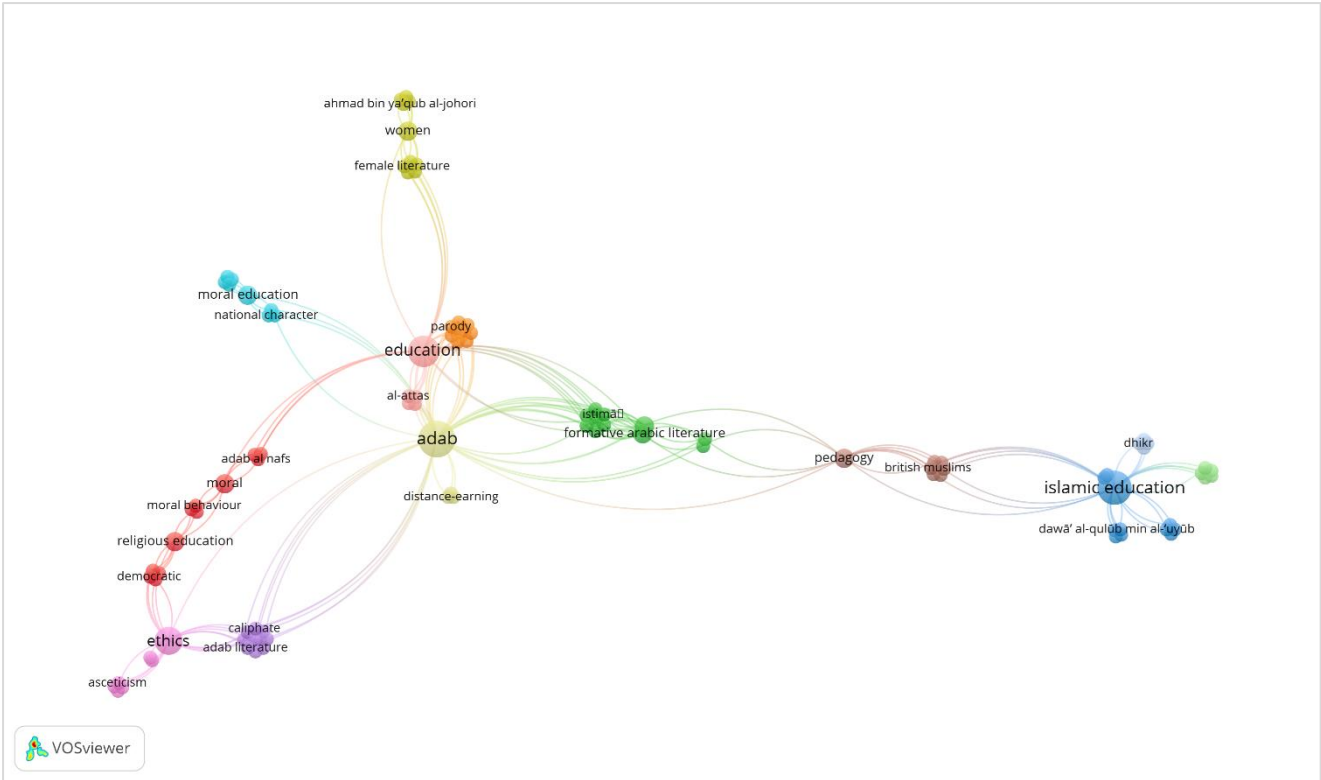 ahmad bin ya'qub al-johori
women
female literature
moral education
national character
parody
education
al-attas
istimā
formative arabic literature
adab
adab al nafs
pedagogy
british muslims
dhikr
islamic education
moral
distance-earning
moral behaviour
dawā' al-qulūb min al-'uyūb
religious education
democratic
caliphate
ethics
adab literature
asceticism
VOSviewer